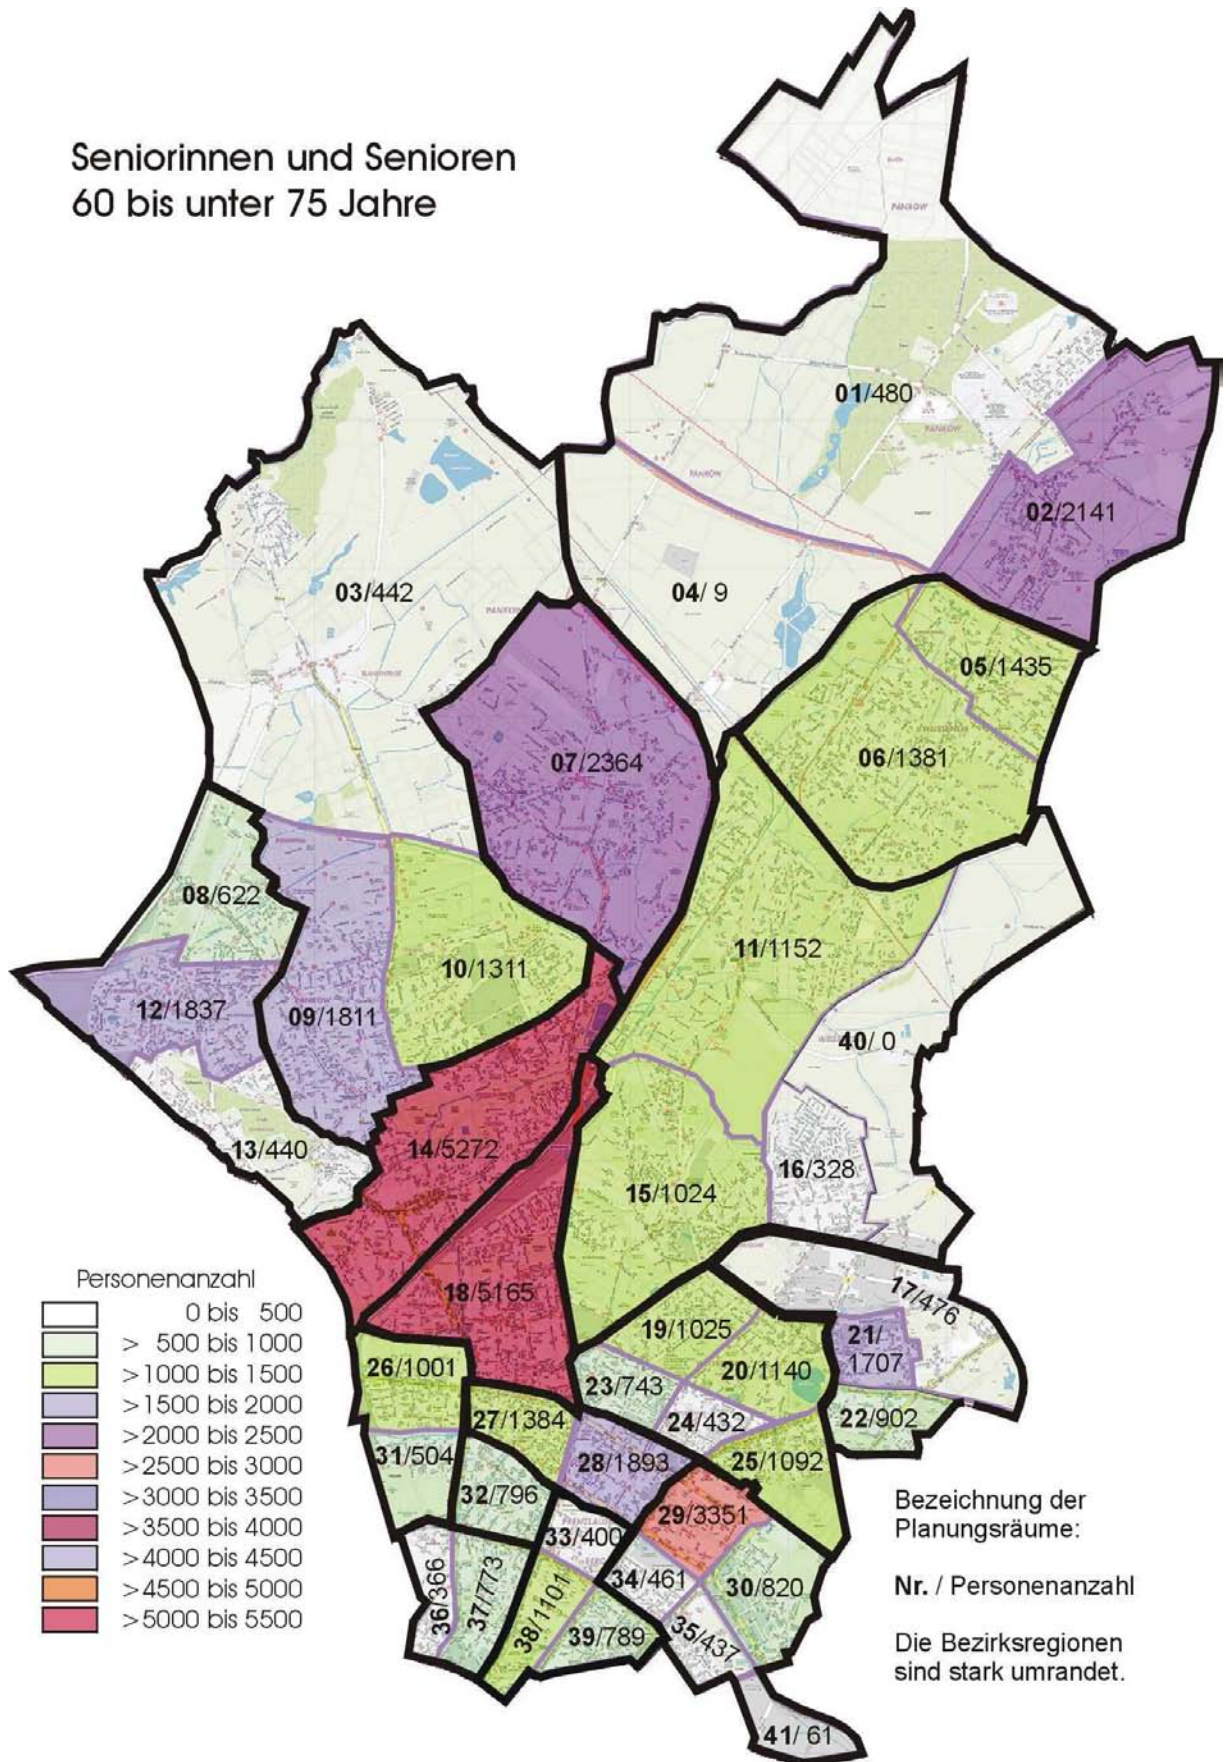 Seniorinnen und Senioren
60 bis unter 75 Jahre
PANKOW
01/480
PANKOW
PANKOW
02/2141
03/442
PANKOW
04/ 9
05/1435
06/1381
07/2364
08/622
11/1152
10/1311
12/1837
09/1811
40/ 0
13/440
14/5272
16/328
15/1024
18/5165
17/476
19/1025
21/
1707
26/1001
20/1140
23/743
22/902
27/1384
24/432
31/504
28/1893
25/1092
32/796
29/3351
33/400
34/461
30/820
36/366
37/773
38/1101
39/789
35/437
41/ 61
Personenanzahl
0 bis 500
> 500 bis 1000
>1000 bis 1500
>1500 bis 2000
>2000 bis 2500
>2500 bis 3000
>3000 bis 3500
>3500 bis 4000
>4000 bis 4500
>4500 bis 5000
>5000 bis 5500
Bezeichnung der
Planungsräume:
Nr. / Personenanzahl
Die Bezirksregionen
sind stark umrandet.